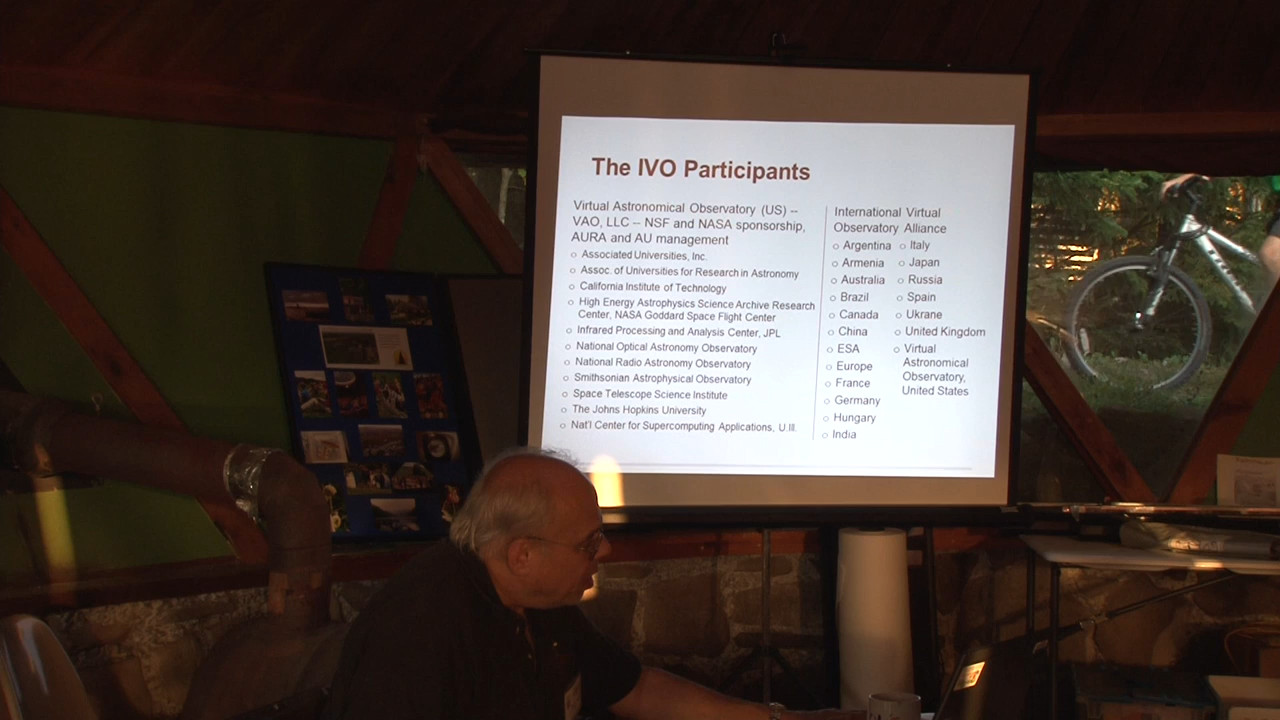 The IVO Participants
Virtual Astronomical Observatory (US) --
VAO, LLC -- NSF and NASA sponsorship,
AURA and AU management
Associated Universities, Inc.
Assoc. of Universities for Research in Astronomy
California Institute of Technology
High Energy Astrophysics Science Archive Research
Center, NASA Goddard Space Flight Center
Infrared Processing and Analysis Center, JPL
National Optical Astronomy Observatory
National Radio Astronomy Observatory
Smithsonian Astrophysical Observatory
Space Telescope Science Institute
The Johns Hopkins University
Nat'l Center for Supercomputing Applications, U.Ill.
International Virtual
Observatory Alliance
Argentina
Armenia
Australia
Brazil
Canada
China
ESA
Europe
France
Germany
Hungary
India
Italy
Japan
Russia
Spain
Ukrane
United Kingdom
Virtual
Astronomical
Observatory,
United States